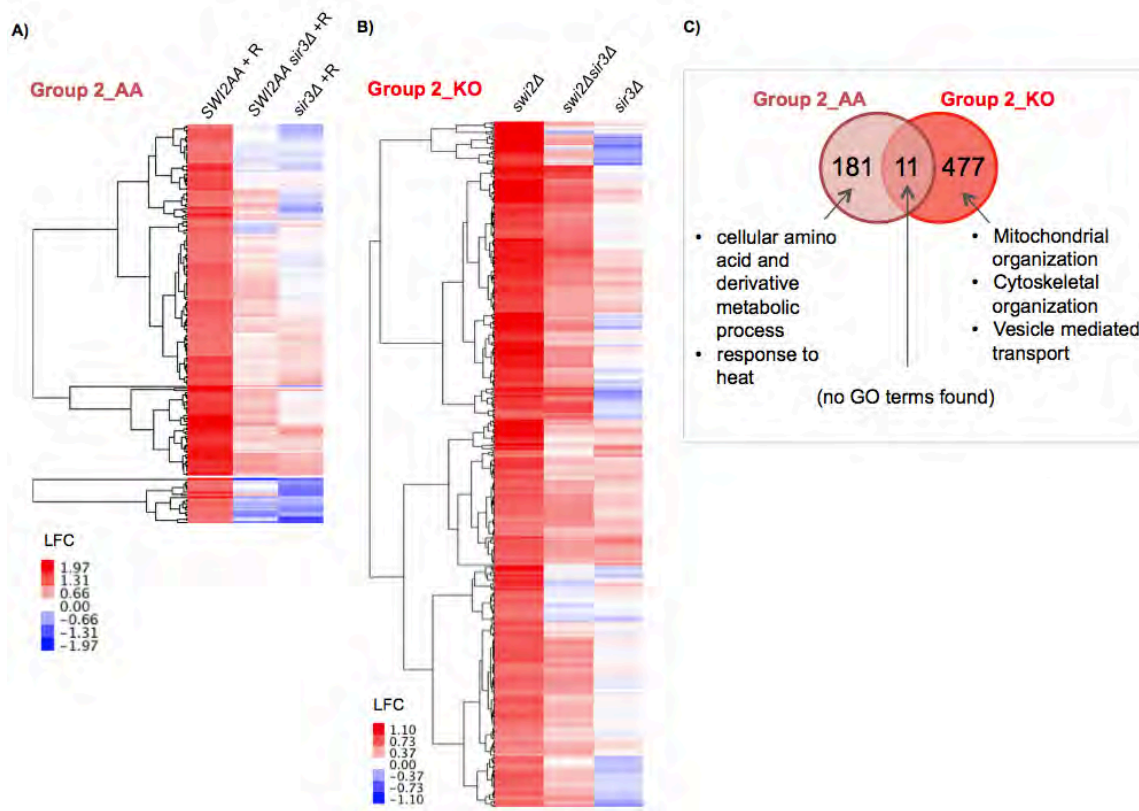 A)
Group 2_AA
SWI2AA + R
SWI2AA sir3Δ +R
sir3Δ +R
LFC
1.97
1.31
0.66
0.00
−0.66
−1.31
−1.97
B)
Group 2_KO
swi2Δ
swi2Δsir3Δ
sir3Δ
LFC
1.10
0.73
0.37
0.00
−0.37
−0.73
−1.10
C)
Group 2_AA
Group 2_KO
181
11
477
• cellular amino
acid and
derivative
metabolic
process
• response to
heat
• Mitochondrial
organization
• Cytoskeletal
organization
• Vesicle mediated
transport
(no GO terms found)